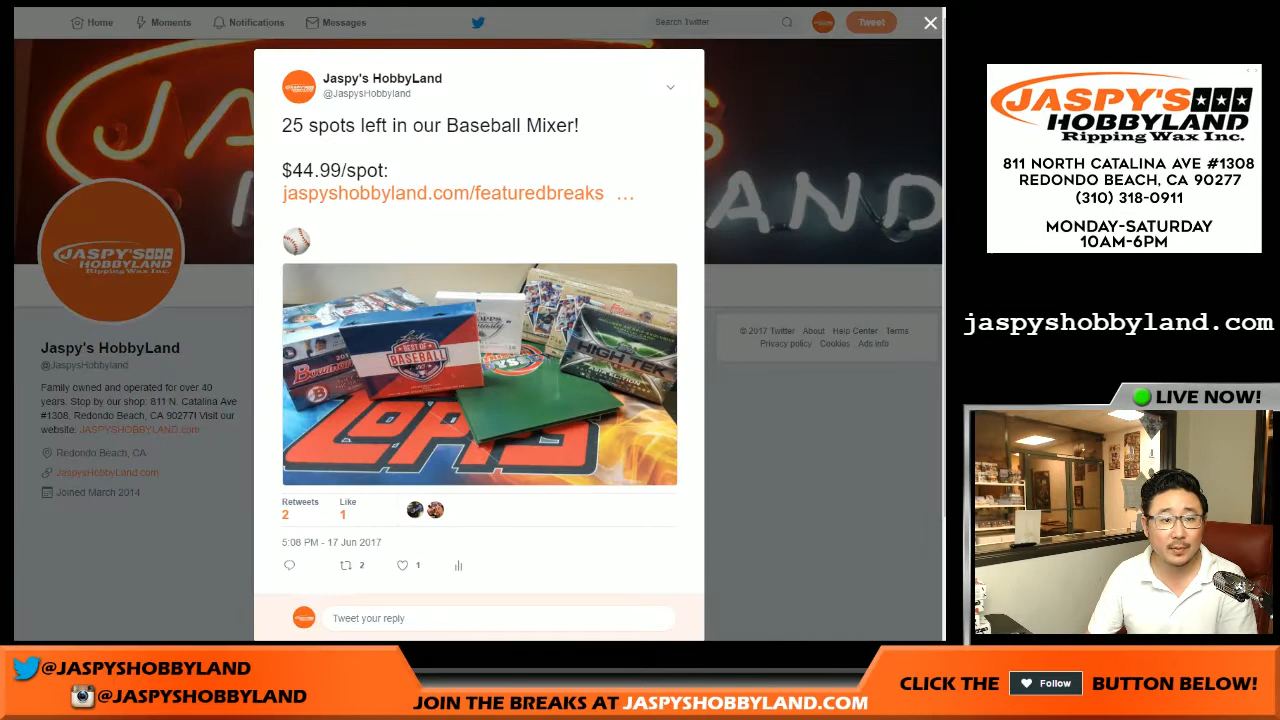 Home
Moments
Notifications
Messages
Search Twitter
Tweet
Jaspy's HobbyLand
@JaspysHobbyland
25 spots left in our Baseball Mixer!
$44.99/spot:
jaspyshobbyland.com/featuredbreaks …
BASEBALL
Bowman
HIGH TEK
Retweets
2
Like
1
5:08 PM - 17 Jun 2017
2
1
Tweet your reply
Jaspy's HobbyLand
@JaspysHobbyland
Family owned and operated for over 40
years. Stop by our shop: 811 N. Catalina Ave
#1308, Redondo Beach, CA 90277! Visit our
website: JASPYSHOBBYLAND.com
Redondo Beach, CA
JaspysHobbyLand.com
Joined March 2014
© 2017 Twitter About Help Center Terms
Privacy policy Cookies Ads info
JASPY'S
HOBBYLAND
Ripping Wax Inc.
811 NORTH CATALINA AVE #1308
REDONDO BEACH, CA 90277
(310) 318-0911
MONDAY-SATURDAY
10AM-6PM
jaspyshobbyland.com
LIVE NOW!
@JASPYSHOBBYLAND
@JASPYSHOBBYLAND
JOIN THE BREAKS AT JASPYSHOBBYLAND.COM
CLICK THE Follow BUTTON BELOW!